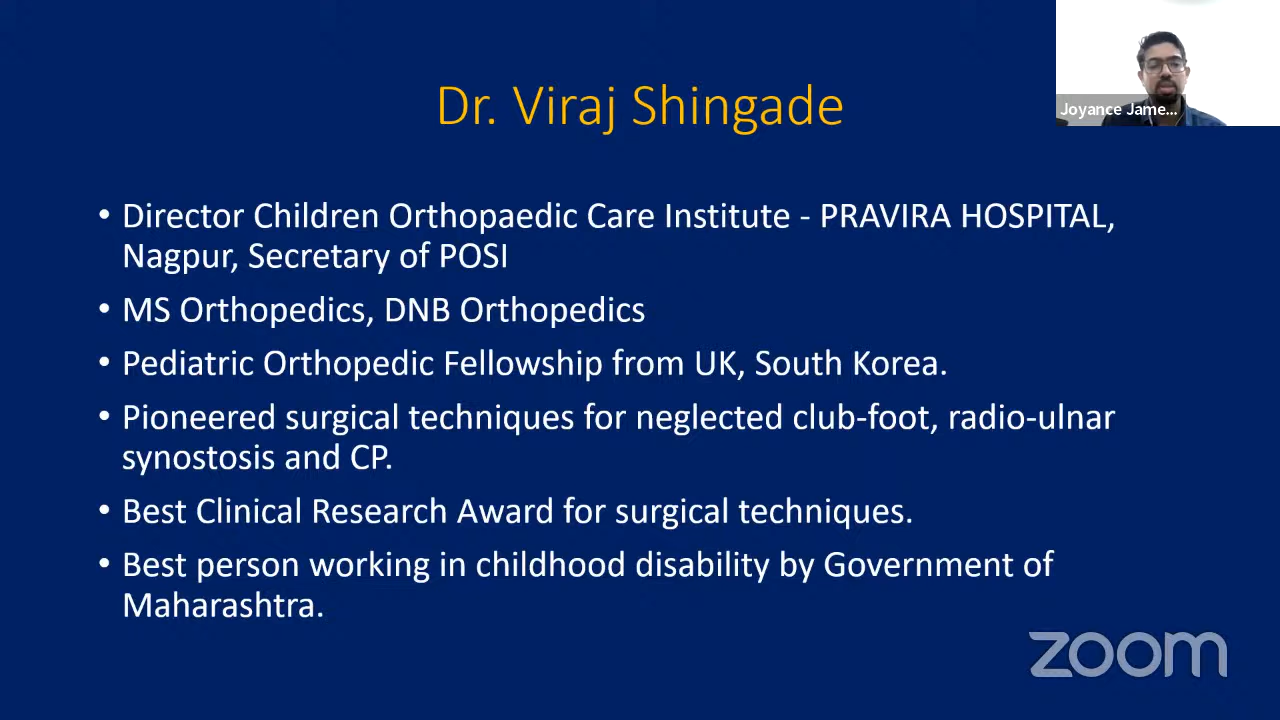 Dr. Viraj Shingade
Joyance Jame...
• Director Children Orthopaedic Care Institute - PRAVIRA HOSPITAL,
Nagpur, Secretary of POSI
• MS Orthopedics, DNB Orthopedics
• Pediatric Orthopedic Fellowship from UK, South Korea.
• Pioneered surgical techniques for neglected club-foot, radio-ulnar
synostosis and CP.
• Best Clinical Research Award for surgical techniques.
• Best person working in childhood disability by Government of
Maharashtra.
zoom